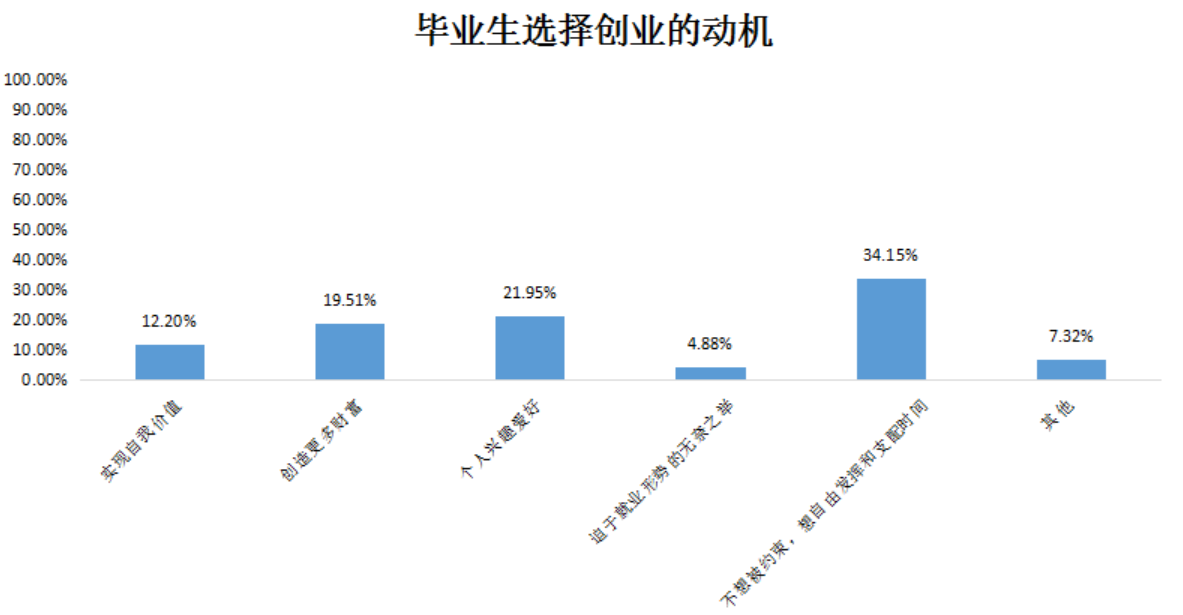 毕业生选择创业的动机
100.00%
90.00%
80.00%
70.00%
60.00%
50.00%
40.00%
30.00%
20.00%
10.00%
0.00%
12.20%
19.51%
21.95%
4.88%
34.15%
7.32%
实现自我价值
创造更多财富
个人兴趣爱好
迫于就业形势的无奈之举
不想被约束，想自由发挥和支配时间
其他